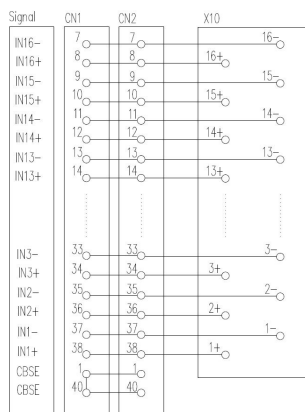 Signal CN1 CN2 X10
IN16- 7 7 16-
IN16+ 8 8 16+
IN15- 9 9 15-
IN15+ 10 10 15+
IN14- 11 11 14-
IN14+ 12 12 14+
IN13- 13 13 13-
IN13+ 14 14 13+
IN3- 33 33 3-
IN3+ 34 34 3+
IN2- 35 35 2-
IN2+ 36 36 2+
IN1- 37 37 1-
IN1+ 38 38 1+
CBSE 1 1
CBSE 40 40